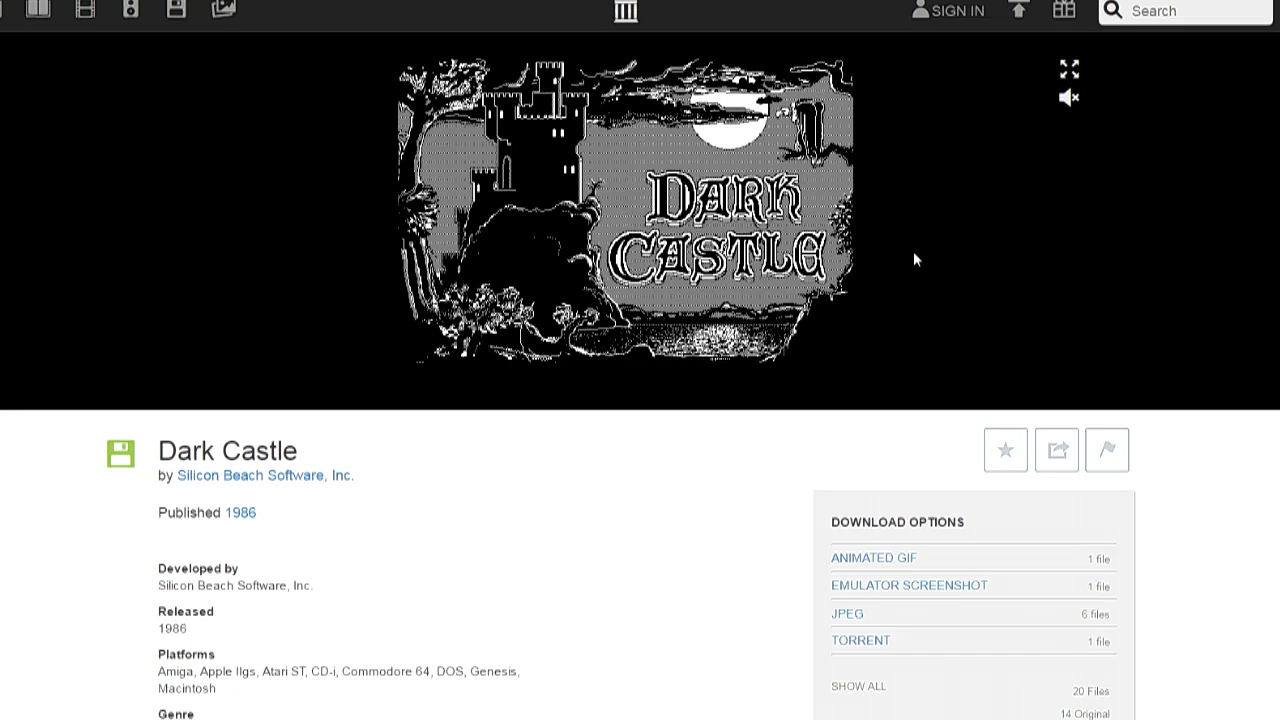 SIGN IN
Search
DARK
CASTLE
Dark Castle
by Silicon Beach Software, Inc.
Published 1986
Developed by
Silicon Beach Software, Inc.
Released
1986
Platforms
Amiga, Apple IIgs, Atari ST, CD-i, Commodore 64, DOS, Genesis,
Macintosh
Genre
DOWNLOAD OPTIONS
ANIMATED GIF 1 file
EMULATOR SCREENSHOT 1 file
JPEG 6 files
TORRENT 1 file
SHOW ALL 20 Files
14 Original